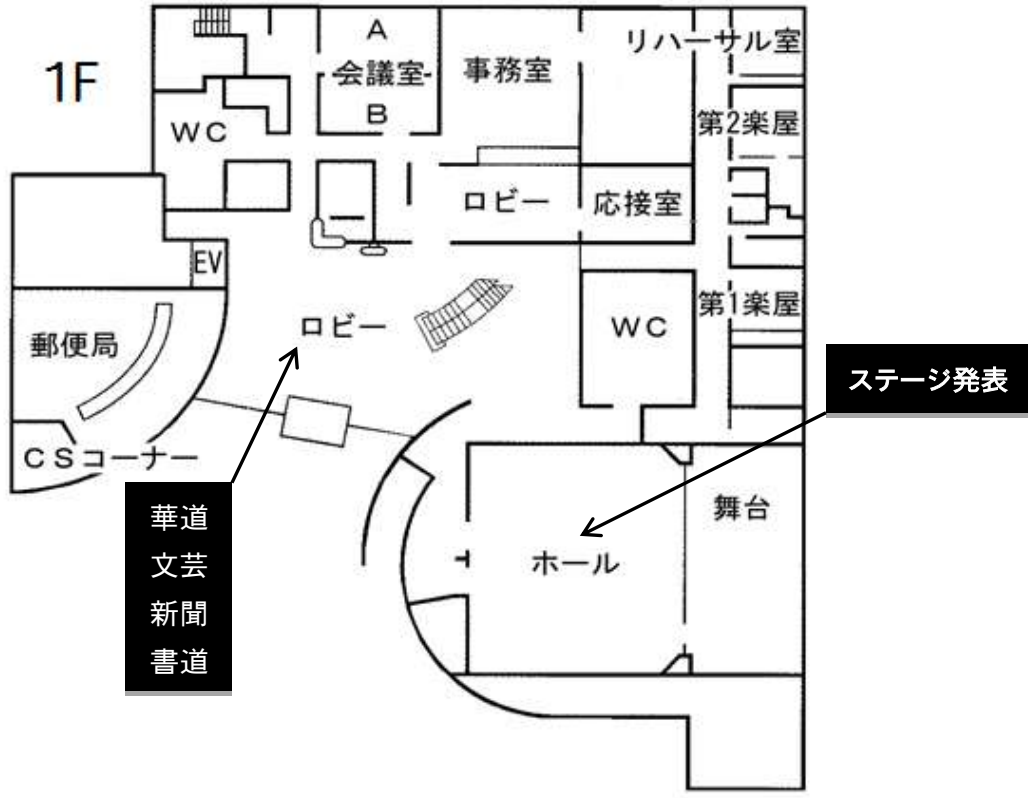 1F
A
会議室
B
事務室
リハーサル室
WC
第2楽屋
ロビー
応接室
EV
郵便局
ロビー
WC
第1楽屋
ステージ発表
CSコーナー
華道
文芸
新聞
書道
舞台
ホール